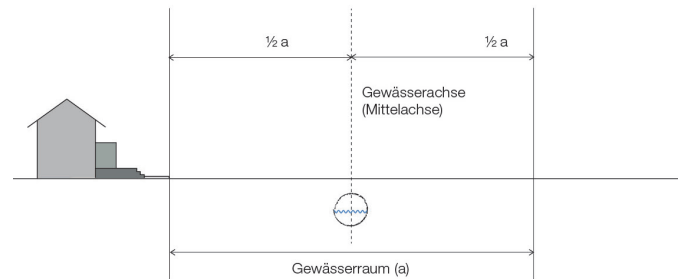 ½ a
½ a
Gewässerachse
(Mittelachse)
Gewässerraum (a)